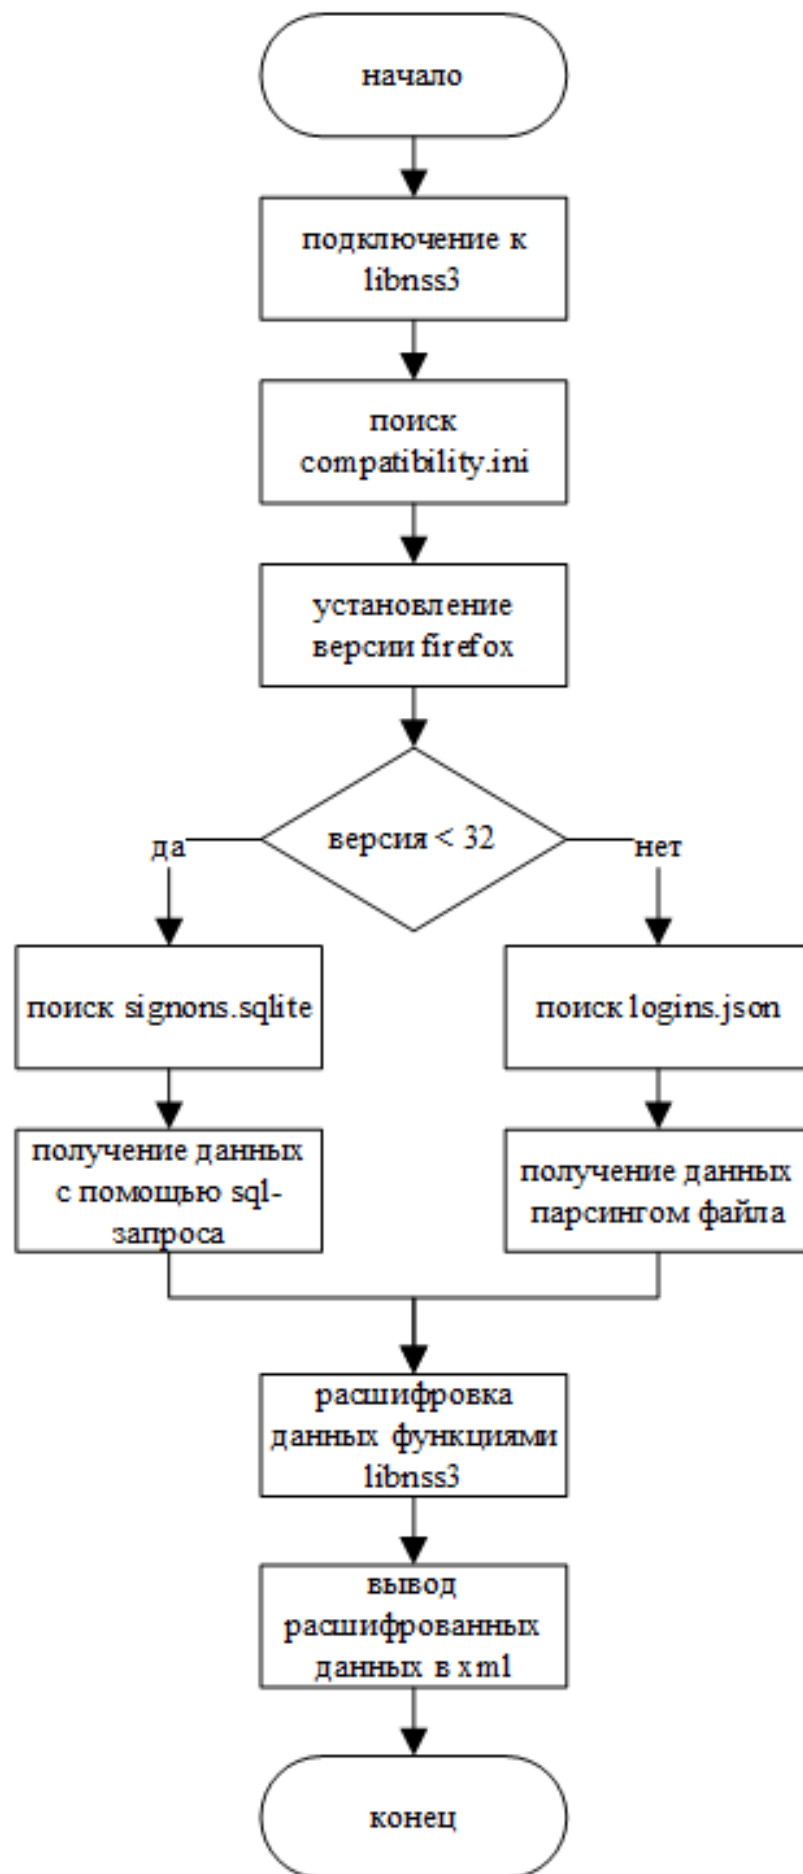 начало
подключение к
libnss3
поиск
compatibility.ini
установление
версии firefox
версия < 32
да
нет
поиск signons.sqlite
поиск logins.json
получение данных
с помощью sql-
запроса
получение данных
парсингом файла
расшифровка
данных функциями
libnss3
вывод
расшифрованных
данных в xml
конец